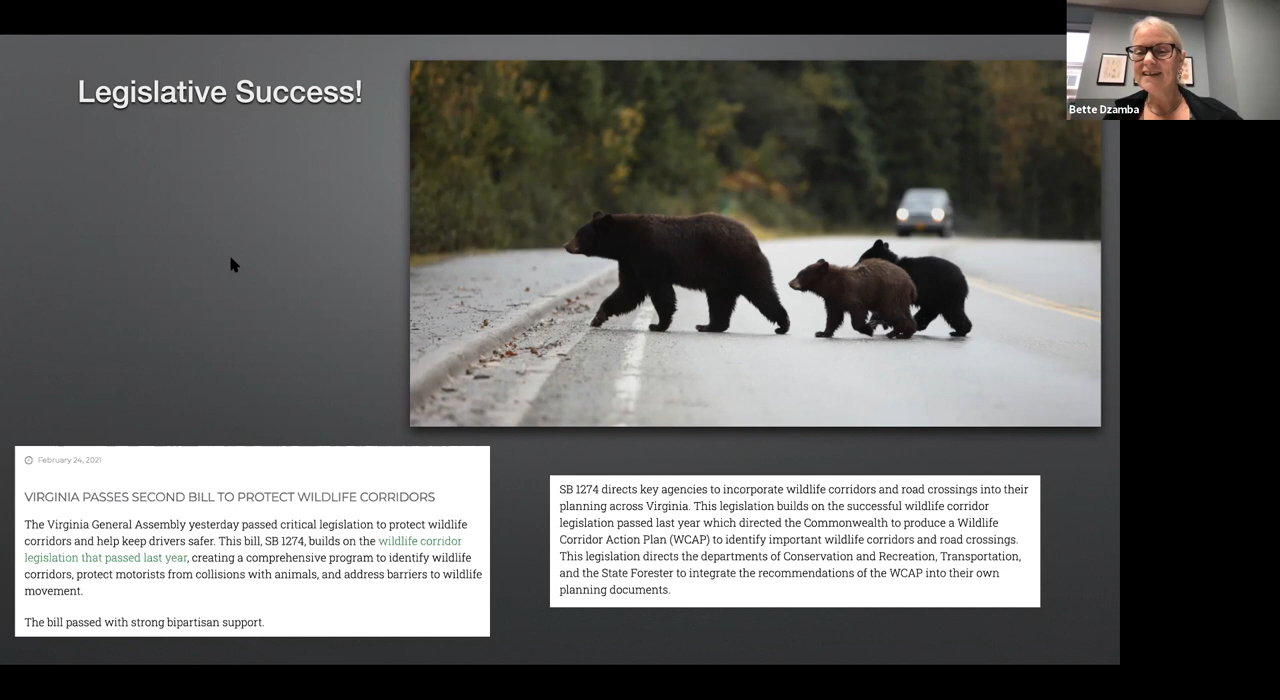 Legislative Success!
Bette Dzamba
February 24, 2021
VIRGINIA PASSES SECOND BILL TO PROTECT WILDLIFE CORRIDORS
The Virginia General Assembly yesterday passed critical legislation to protect wildlife
corridors and help keep drivers safer. This bill, SB 1274, builds on the wildlife corridor
legislation that passed last year, creating a comprehensive program to identify wildlife
corridors, protect motorists from collisions with animals, and address barriers to wildlife
movement.
The bill passed with strong bipartisan support.
SB 1274 directs key agencies to incorporate wildlife corridors and road crossings into their
planning across Virginia. This legislation builds on the successful wildlife corridor
legislation passed last year which directed the Commonwealth to produce a Wildlife
Corridor Action Plan (WCAP) to identify important wildlife corridors and road crossings.
This legislation directs the departments of Conservation and Recreation, Transportation,
and the State Forester to integrate the recommendations of the WCAP into their own
planning documents.